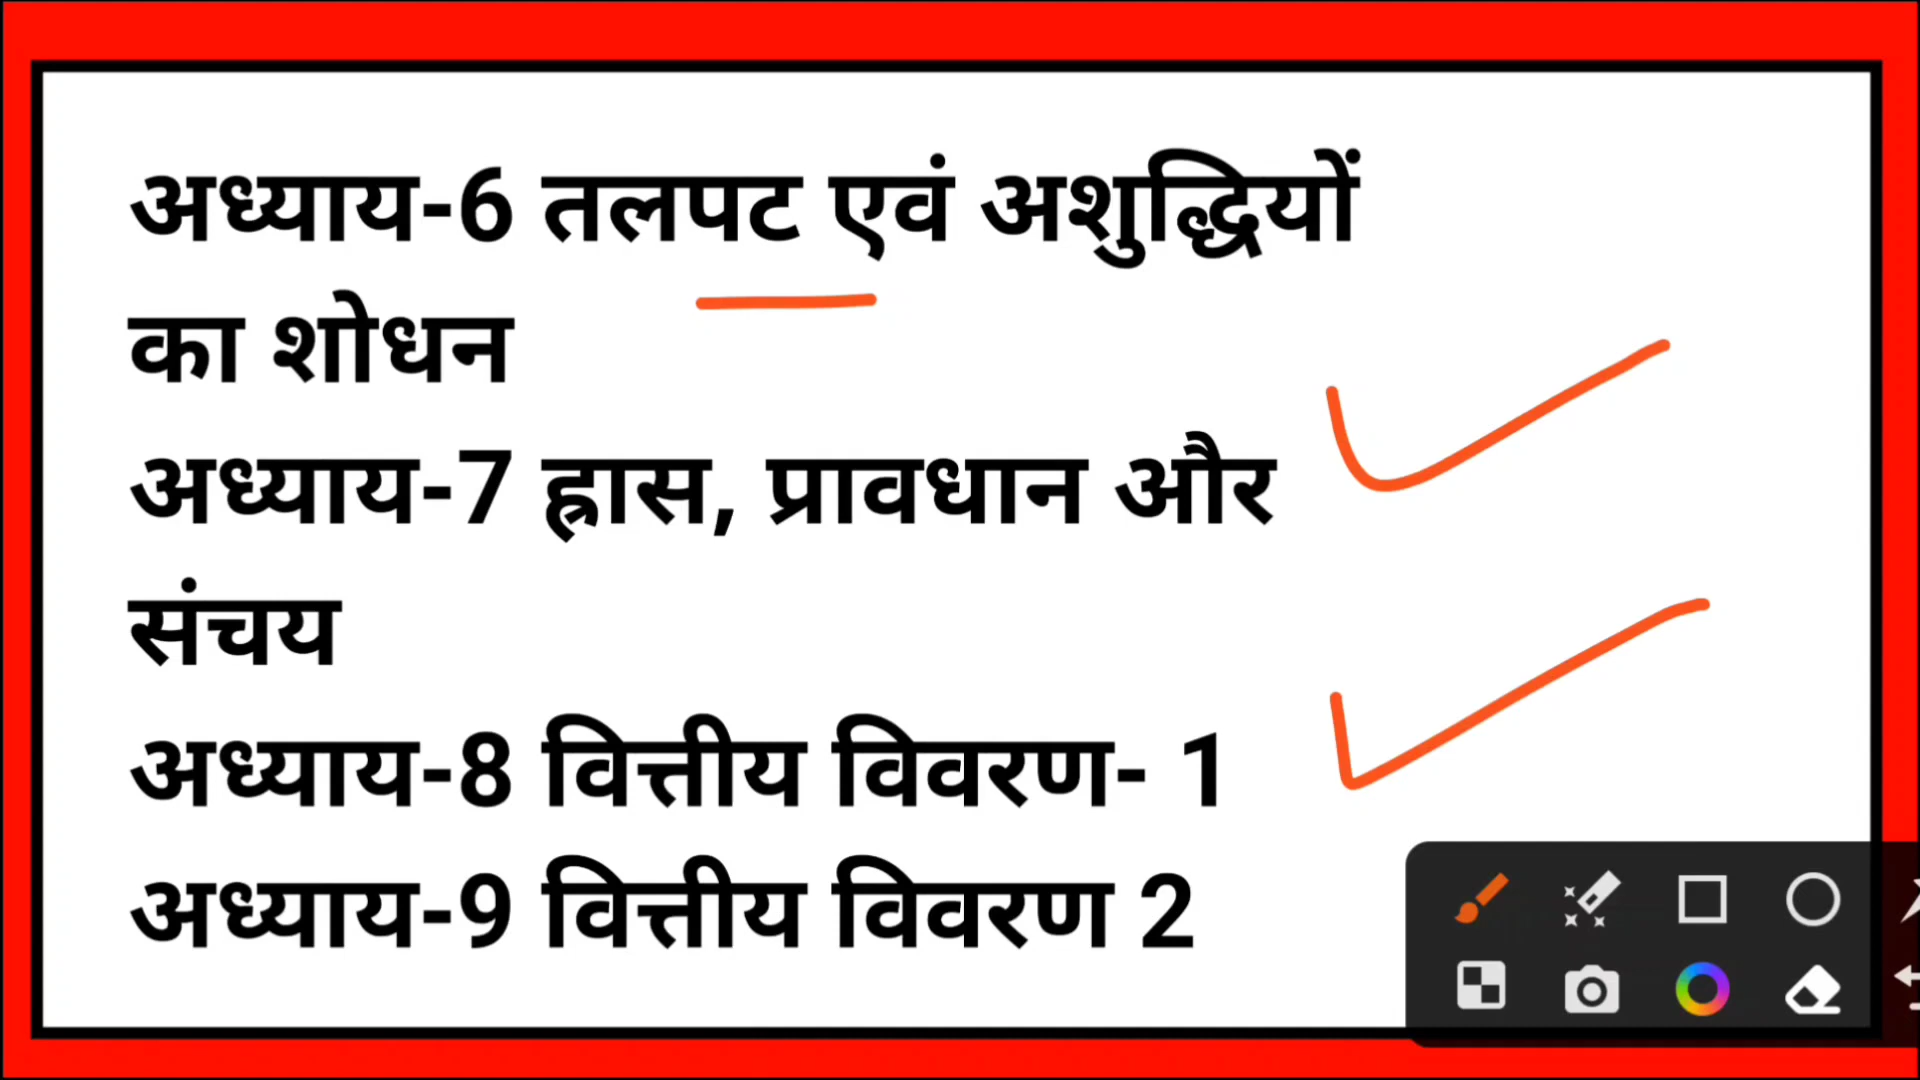 अध्याय-6 तलपट एवं अशुद्धियों
का शोधन
अध्याय-7 ह्रास, प्रावधान और
संचय
अध्याय-8 वित्तीय विवरण- 1
अध्याय-9 वित्तीय विवरण 2